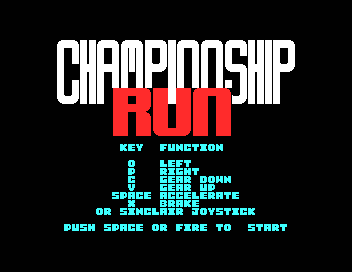 CHAMPIONSHIP
RUN
KEY FUNCTION
O LEFT
P RIGHT
G GEAR DOWN
Y GEAR UP
SPACE ACCELERATE
X BRAKE
OR SINCLAIR JOYSTICK
PUSH SPACE OR FIRE TO START